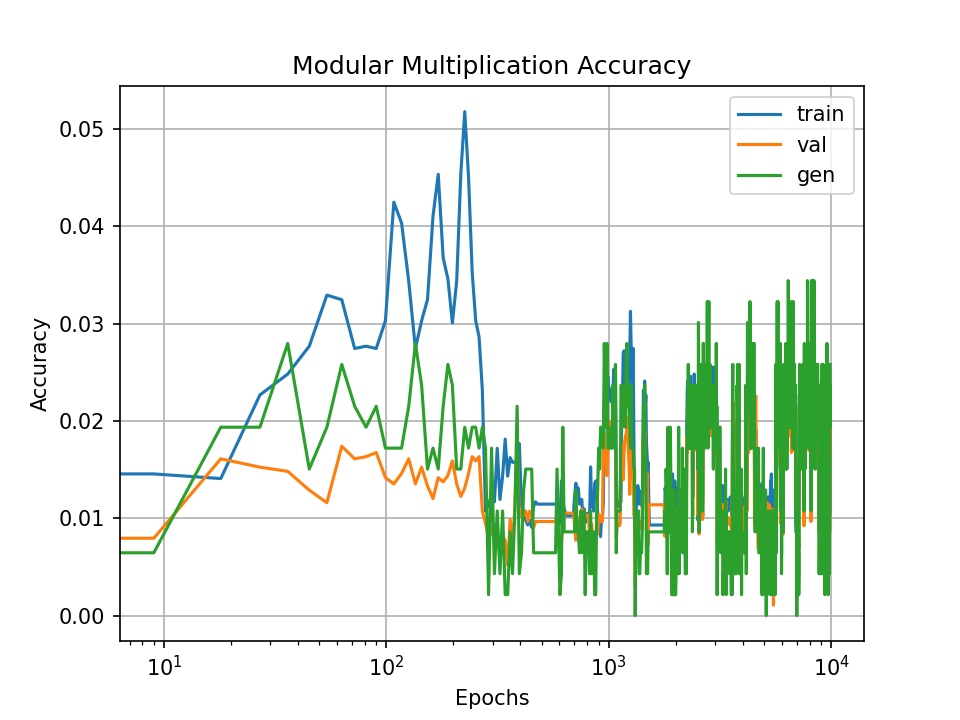 Modular Multiplication Accuracy
train
val
gen
Accuracy
0.05
0.04
0.03
0.02
0.01
0.00
10¹
10²
10³
10⁴
Epochs